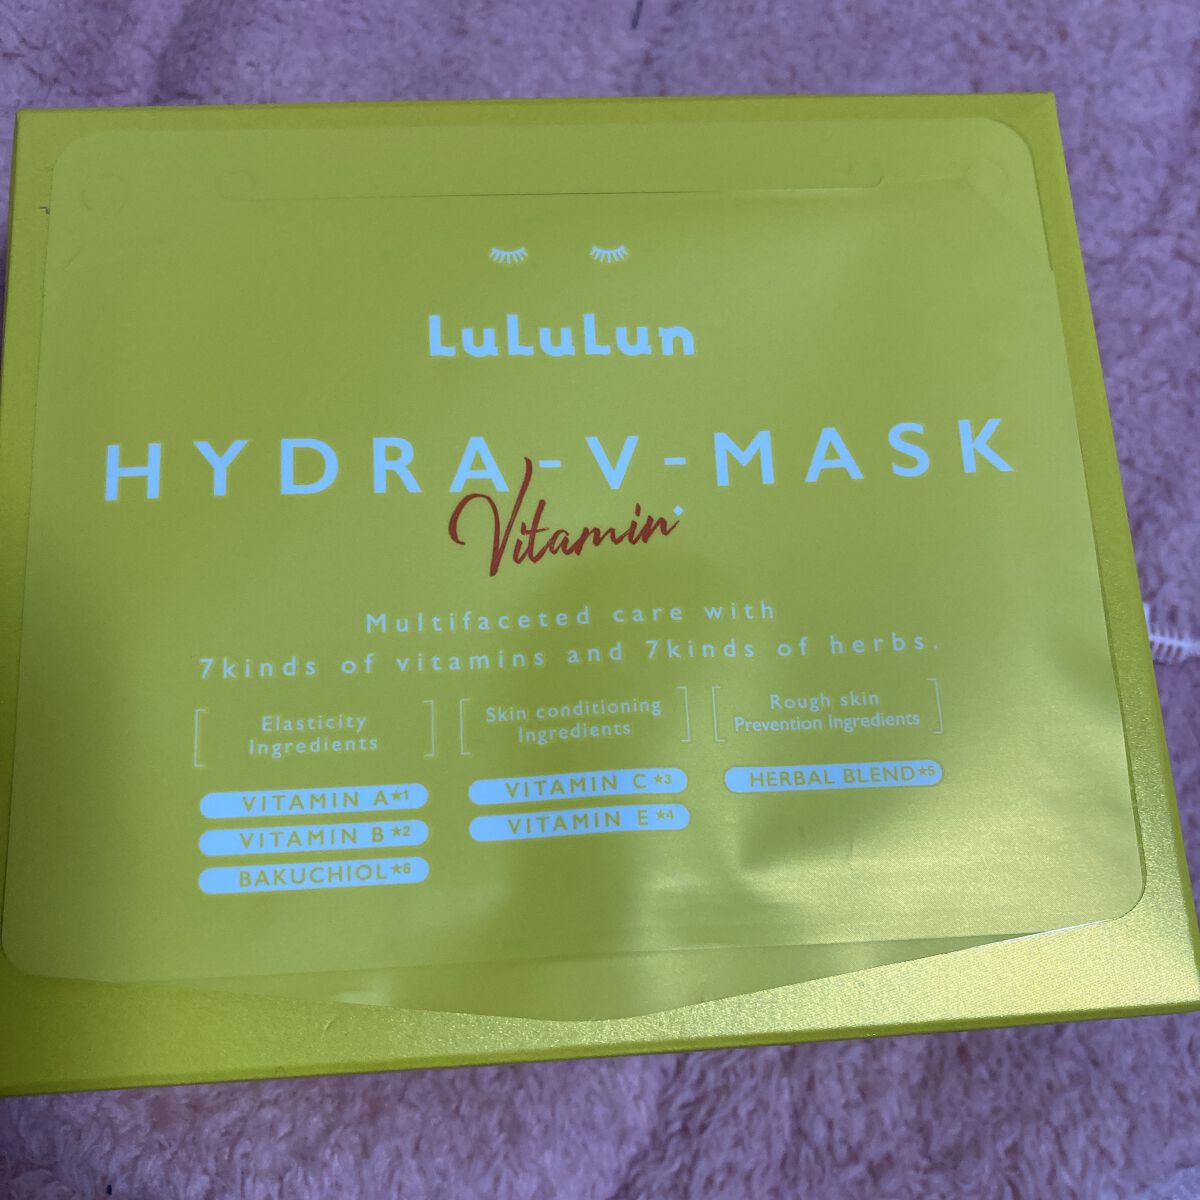 LuLuLun
HYDRA-V-MASK
Vitamin
Multifaceted care with
7kinds of vitamins and 7kinds of herbs.
Elasticity
Ingredients
VITAMIN A★1
VITAMIN B★2
BAKUCHIOL★6
Skin conditioning
Ingredients
VITAMIN C★3
VITAMIN E★4
Rough skin
Prevention Ingredients
HERBAL BLEND★5